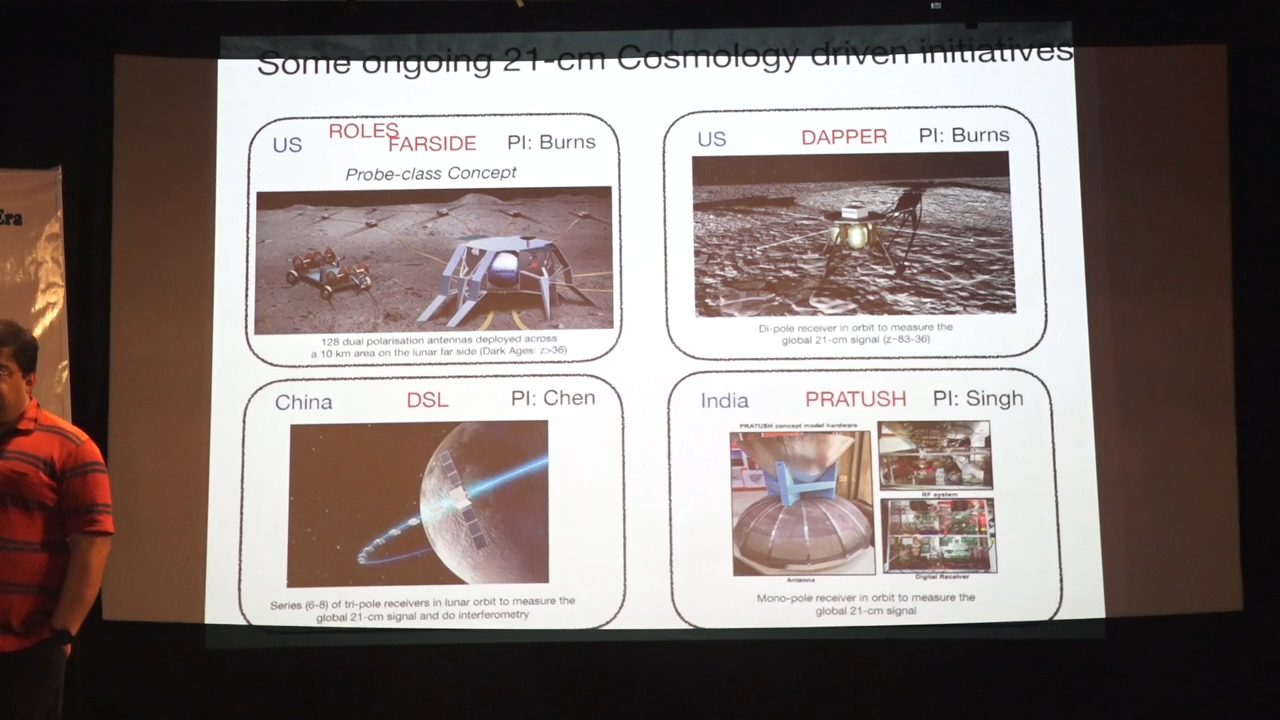 Some ongoing 21-cm Cosmology driven initiatives
US ROLES FARSIDE PI: Burns
Probe-class Concept
128 dual polarisation antennas deployed across
a 10 km area on the lunar far side (Dark Ages: z>36)
US DAPPER PI: Burns
Di-pole receiver in orbit to measure the
global 21-cm signal (z~83-36)
China DSL PI: Chen
Series (6-8) of tri-pole receivers in lunar orbit to measure the
global 21-cm signal and do interferometry
India PRATUSH PI: Singh
PRATUSH concept model hardware
RF system
Antenna
Digital Receiver
Mono-pole receiver in orbit to measure the
global 21-cm signal
Era